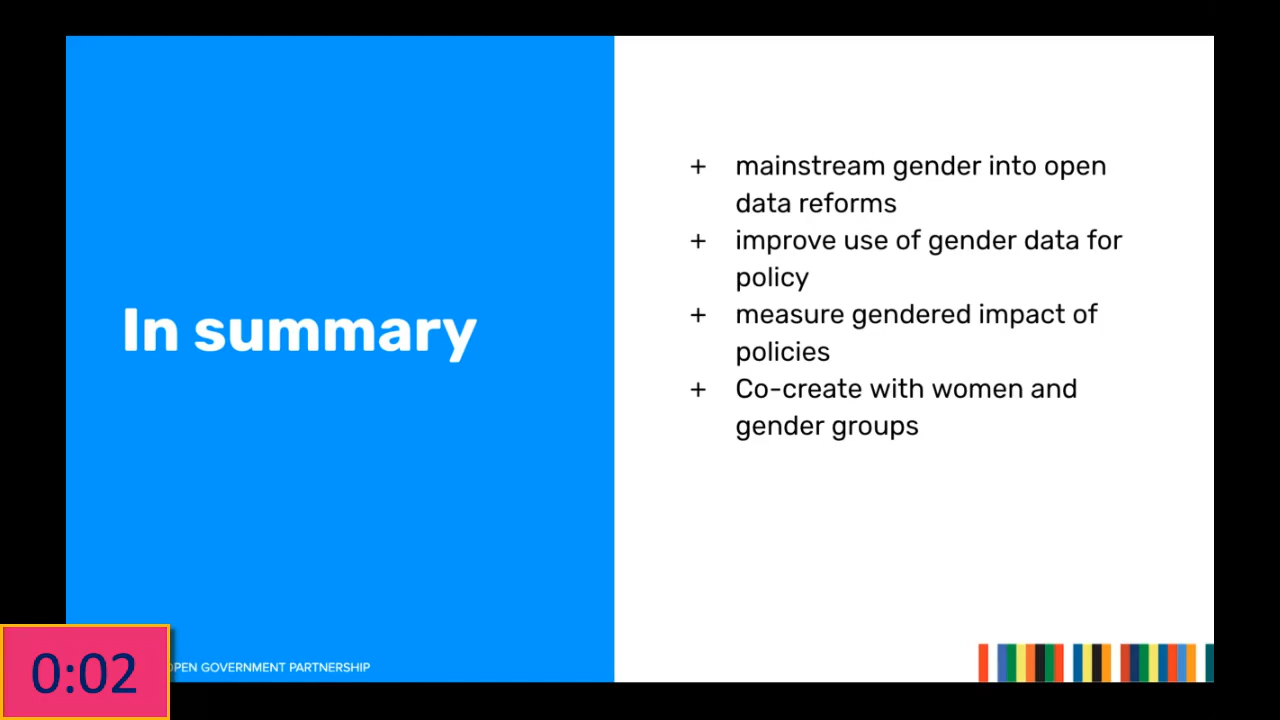 In summary
+ mainstream gender into open
data reforms
+ improve use of gender data for
policy
+ measure gendered impact of
policies
+ Co-create with women and
gender groups
0:02
OPEN GOVERNMENT PARTNERSHIP